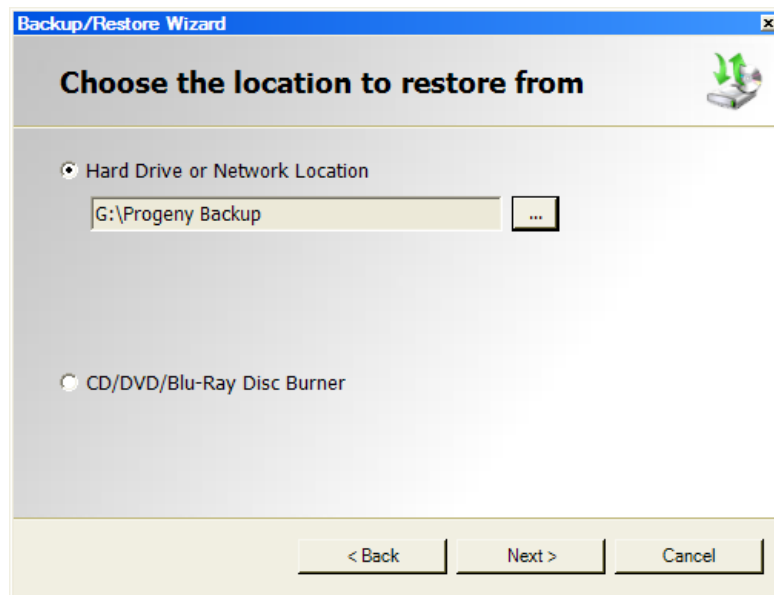 Backup/Restore Wizard
Choose the location to restore from
Hard Drive or Network Location
G:\Progeny Backup
...
CD/DVD/Blu-Ray Disc Burner
< Back Next > Cancel